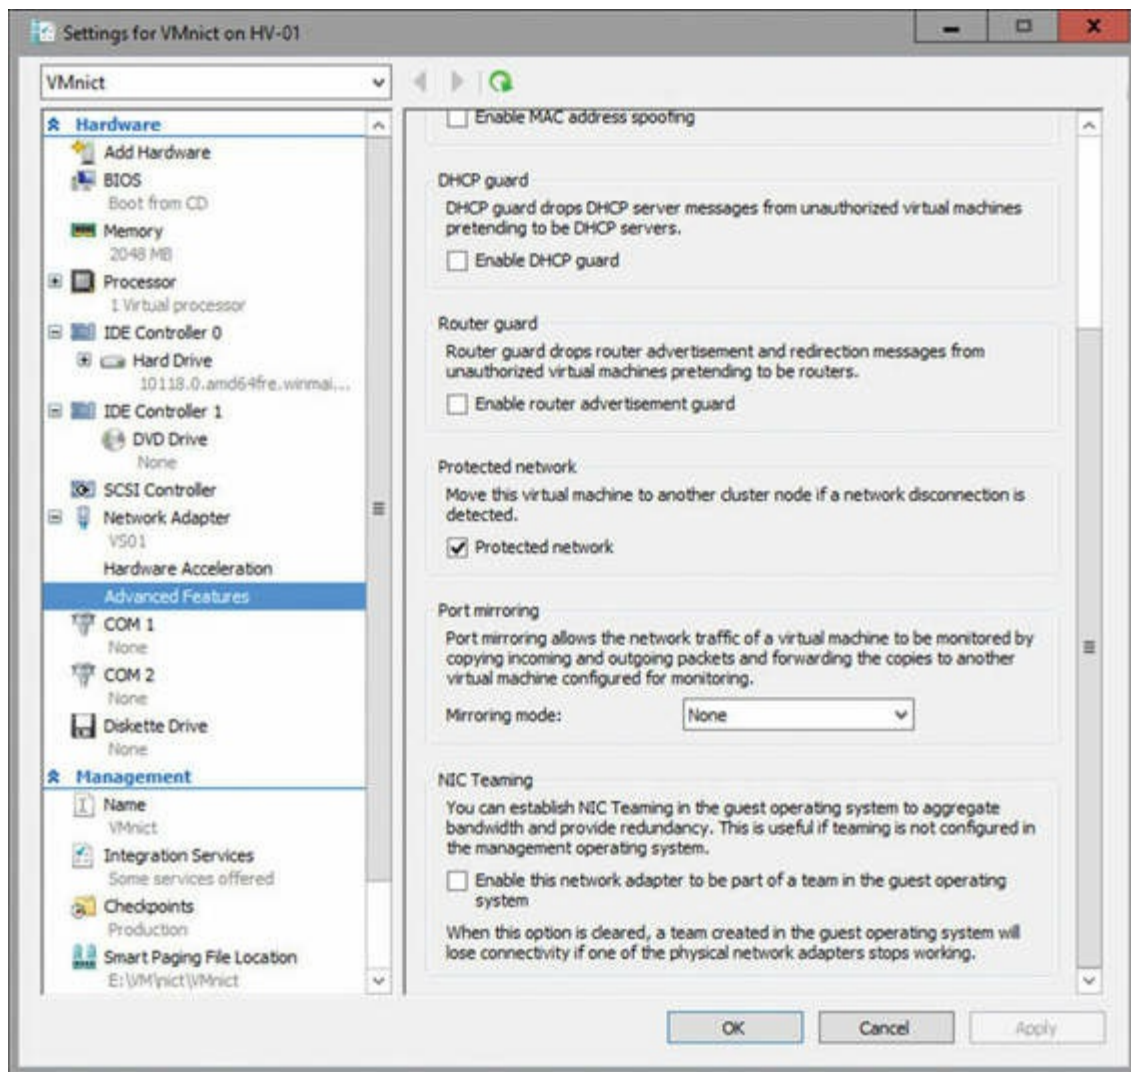 Settings for VMnict on HV-01
VMnict
Hardware
Add Hardware
BIOS
Boot from CD
Memory
2048 MB
Processor
1 Virtual processor
IDE Controller 0
Hard Drive
10118.0.amd64fre.winmai...
IDE Controller 1
DVD Drive
None
SCSI Controller
Network Adapter
VS01
Hardware Acceleration
Advanced Features
COM 1
None
COM 2
None
Diskette Drive
None
Management
Name
VMnict
Integration Services
Some services offered
Checkpoints
Production
Smart Paging File Location
E:\VM\nict\VMnict
Enable MAC address spoofing
DHCP guard
DHCP guard drops DHCP server messages from unauthorized virtual machines
pretending to be DHCP servers.
Enable DHCP guard
Router guard
Router guard drops router advertisement and redirection messages from
unauthorized virtual machines pretending to be routers.
Enable router advertisement guard
Protected network
Move this virtual machine to another cluster node if a network disconnection is
detected.
Protected network
Port mirroring
Port mirroring allows the network traffic of a virtual machine to be monitored by
copying incoming and outgoing packets and forwarding the copies to another
virtual machine configured for monitoring.
Mirroring mode: None
NIC Teaming
You can establish NIC Teaming in the guest operating system to aggregate
bandwidth and provide redundancy. This is useful if teaming is not configured in
the management operating system.
Enable this network adapter to be part of a team in the guest operating
system
When this option is cleared, a team created in the guest operating system will
lose connectivity if one of the physical network adapters stops working.
OK Cancel Apply